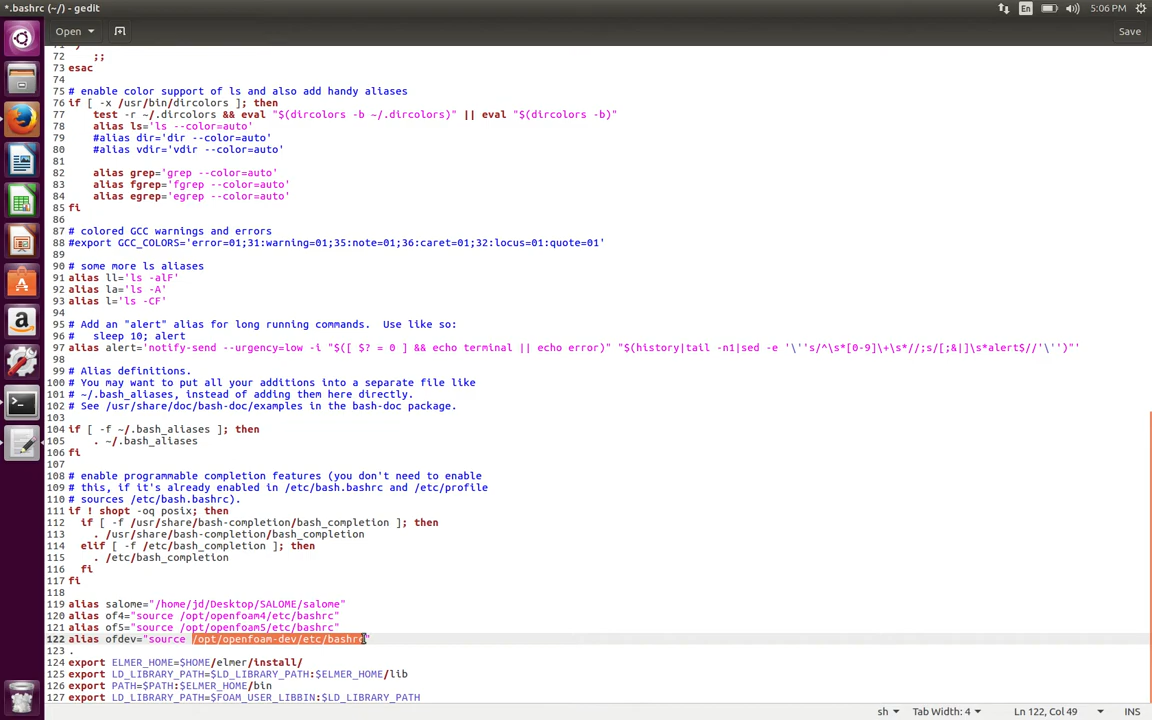 *.bashrc (~/) - gedit
En
5:06 PM
Open
Save
71
72 ;;
73 esac
74
75 # enable color support of ls and also add handy aliases
76 if [ -x /usr/bin/dircolors ]; then
77 test -r ~/.dircolors && eval "$(dircolors -b ~/.dircolors)" || eval "$(dircolors -b)"
78 alias ls='ls --color=auto'
79 #alias dir='dir --color=auto'
80 #alias vdir='vdir --color=auto'
81
82 alias grep='grep --color=auto'
83 alias fgrep='fgrep --color=auto'
84 alias egrep='egrep --color=auto'
85 fi
86
87 # colored GCC warnings and errors
88 #export GCC_COLORS='error=01;31:warning=01;35:note=01;36:caret=01;32:locus=01:quote=01'
89
90 # some more ls aliases
91 alias ll='ls -alF'
92 alias la='ls -A'
93 alias l='ls -CF'
94
95 # Add an "alert" alias for long running commands.  Use like so:
96 #   sleep 10; alert
97 alias alert='notify-send --urgency=low -i "$([ $? = 0 ] && echo terminal || echo error)" "$(history|tail -n1|sed -e '\''s/^\s*[0-9]\+\s*//;s/[;&|]\s*alert$//'\'')"'
98
99 # Alias definitions.
100 # You may want to put all your additions into a separate file like
101 # ~/.bash_aliases, instead of adding them here directly.
102 # See /usr/share/doc/bash-doc/examples in the bash-doc package.
103
104 if [ -f ~/.bash_aliases ]; then
105 . ~/.bash_aliases
106 fi
107
108 # enable programmable completion features (you don't need to enable
109 # this, if it's already enabled in /etc/bash.bashrc and /etc/profile
110 # sources /etc/bash.bashrc).
111 if ! shopt -oq posix; then
112 if [ -f /usr/share/bash-completion/bash_completion ]; then
113 . /usr/share/bash-completion/bash_completion
114 elif [ -f /etc/bash_completion ]; then
115 . /etc/bash_completion
116 fi
117 fi
118
119 alias salome="/home/jd/Desktop/SALOME/salome"
120 alias of4="source /opt/openfoam4/etc/bashrc"
121 alias of5="source /opt/openfoam5/etc/bashrc"
122 alias ofdev="source /opt/openfoam-dev/etc/bashrc"
123 .
124 export ELMER_HOME=$HOME/elmer/install/
125 export LD_LIBRARY_PATH=$LD_LIBRARY_PATH:$ELMER_HOME/lib
126 export PATH=$PATH:$ELMER_HOME/bin
127 export LD_LIBRARY_PATH=$FOAM_USER_LIBBIN:$LD_LIBRARY_PATH
sh
Tab Width: 4
Ln 122, Col 49
INS